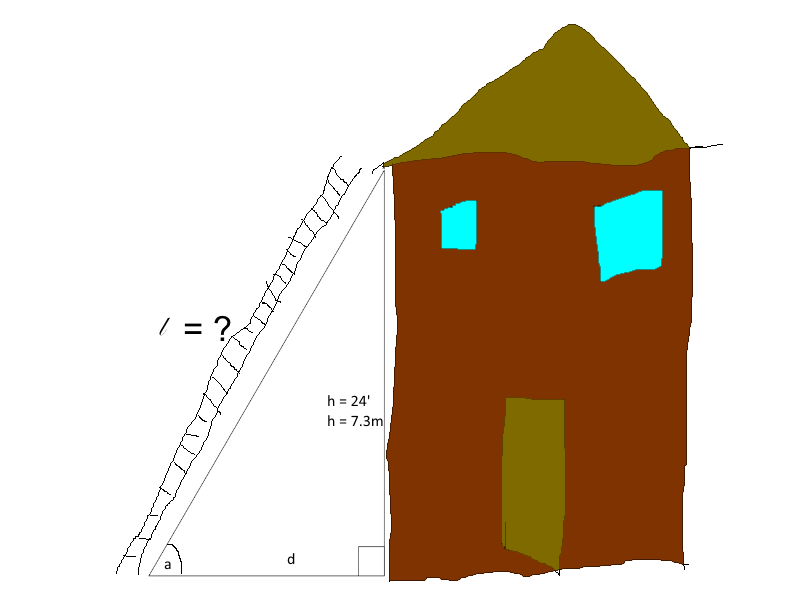 l = ?
h = 24'
h = 7.3m
a
d